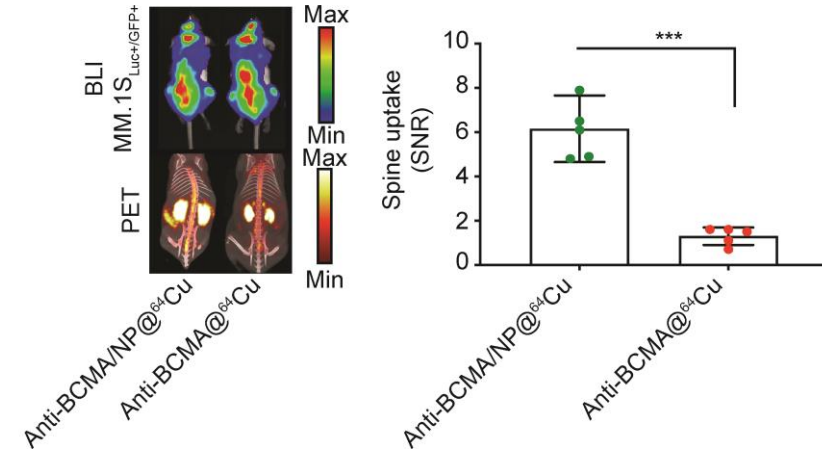 BLI
MM.1S Luc+/GFP+
Max
Min
PET
Max
Min
Anti-BCMA/NP@⁶⁴Cu
Anti-BCMA@⁶⁴Cu
Spine uptake
(SNR)
10
8
6
4
2
0
***
Anti-BCMA/NP@⁶⁴Cu
Anti-BCMA@⁶⁴Cu